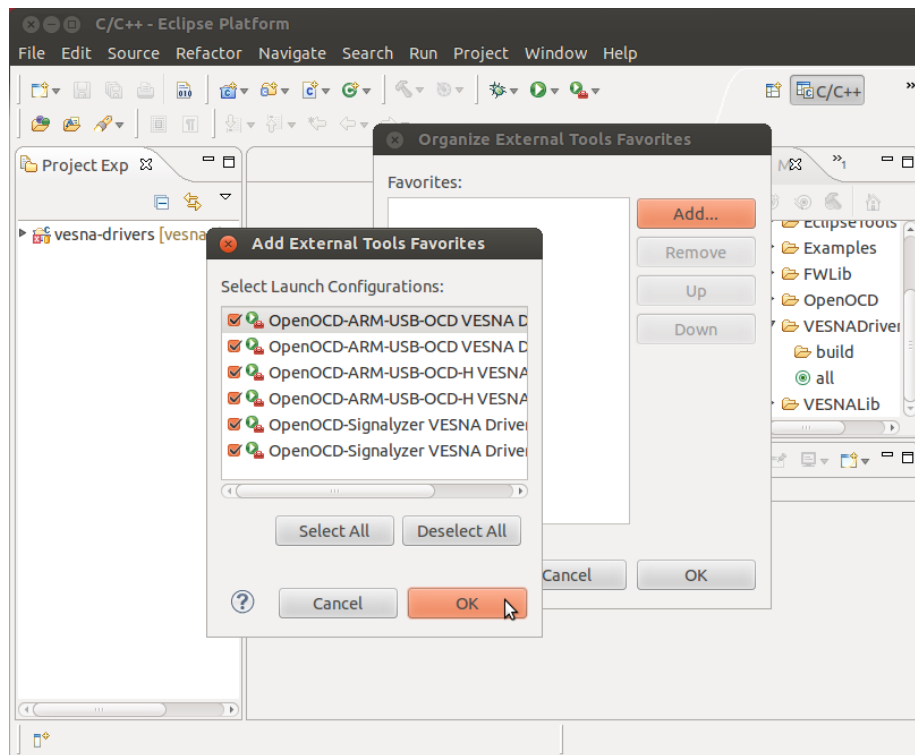 C/C++ - Eclipse Platform
File Edit Source Refactor Navigate Search Run Project Window Help
010
C/C++
»
Organize External Tools Favorites
Project Exp
»1
Favorites:
Add...
vesna-drivers [vesna
EclipseTools
Add External Tools Favorites
Remove
Examples
Select Launch Configurations:
FWLib
Up
OpenOCD
OpenOCD-ARM-USB-OCD VESNA D
Down
VESNADriver
OpenOCD-ARM-USB-OCD VESNA D
build
OpenOCD-ARM-USB-OCD-H VESNA
all
OpenOCD-ARM-USB-OCD-H VESNA
VESNALib
OpenOCD-Signalyzer VESNA Driver
OpenOCD-Signalyzer VESNA Driver
Select All
Deselect All
Cancel
OK
Cancel
OK